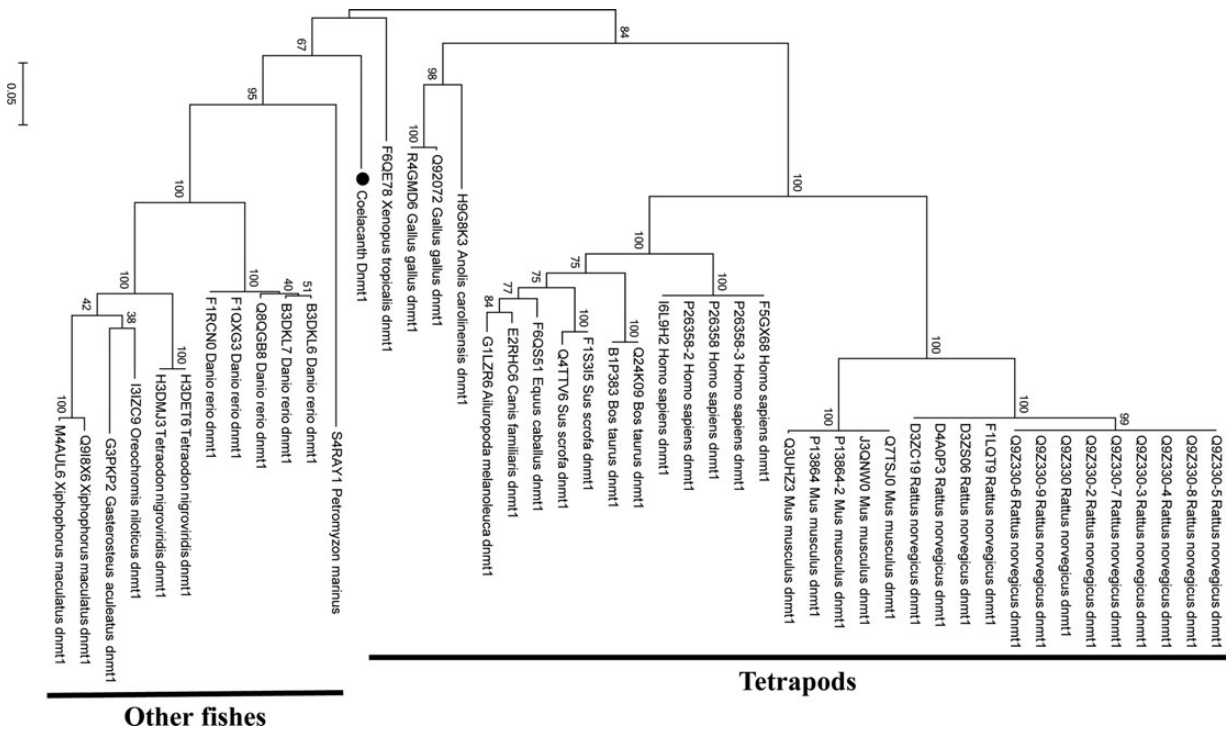 Q9Z330-5 Rattus norvegicus dnmt1
Q9Z330-8 Rattus norvegicus dnmt1
Q9Z330-4 Rattus norvegicus dnmt1
Q9Z330-3 Rattus norvegicus dnmt1
Q9Z330-7 Rattus norvegicus dnmt1
Q9Z330-2 Rattus norvegicus dnmt1
Q9Z330 Rattus norvegicus dnmt1
Q9Z330-9 Rattus norvegicus dnmt1
Q9Z330-6 Rattus norvegicus dnmt1
F1LQT9 Rattus norvegicus dnmt1
D3ZS06 Rattus norvegicus dnmt1
D4A0P3 Rattus norvegicus dnmt1
D3ZC19 Rattus norvegicus dnmt1
Q7TSJ0 Mus musculus dnmt1
J3QNW0 Mus musculus dnmt1
P13864-2 Mus musculus dnmt1
P13864 Mus musculus dnmt1
Q3UHZ3 Mus musculus dnmt1
F5GX68 Homo sapiens dnmt1
P26358-3 Homo sapiens dnmt1
P26358 Homo sapiens dnmt1
P26358-2 Homo sapiens dnmt1
I6L9H2 Homo sapiens dnmt1
Q24K09 Bos taurus dnmt1
B1P383 Bos taurus dnmt1
F1S3I5 Sus scrofa dnmt1
Q4TTV6 Sus scrofa dnmt1
F6QS51 Equus caballus dnmt1
E2RHC6 Canis familiaris dnmt1
G1LZR6 Ailuropoda melanoleuca dnmt1
H9G8K3 Anolis carolinensis dnmt1
Q92072 Gallus gallus dnmt1
R4GMD6 Gallus gallus dnmt1
F6QE78 Xenopus tropicalis dnmt1
Coelacanth Dnmt1
S4RAY1 Petromyzon marinus
B3DKL6 Danio rerio dnmt1
B3DKL7 Danio rerio dnmt1
Q8QGB8 Danio rerio dnmt1
F1QXG3 Danio rerio dnmt1
F1RCN0 Danio rerio dnmt1
H3DET6 Tetraodon nigroviridis dnmt1
H3DMJ3 Tetraodon nigroviridis dnmt1
I3IZC9 Oreochromis niloticus dnmt1
G3PKP2 Gasterosteus aculeatus dnmt1
Q9I8X6 Xiphophorus maculatus dnmt1
M4AUL6 Xiphophorus maculatus dnmt1
99
100
100
100
100
100
100
100
75
100
75
77
84
84
98
100
67
95
100
51
40
100
100
100
38
42
100
0.05
Tetrapods
Other fishes